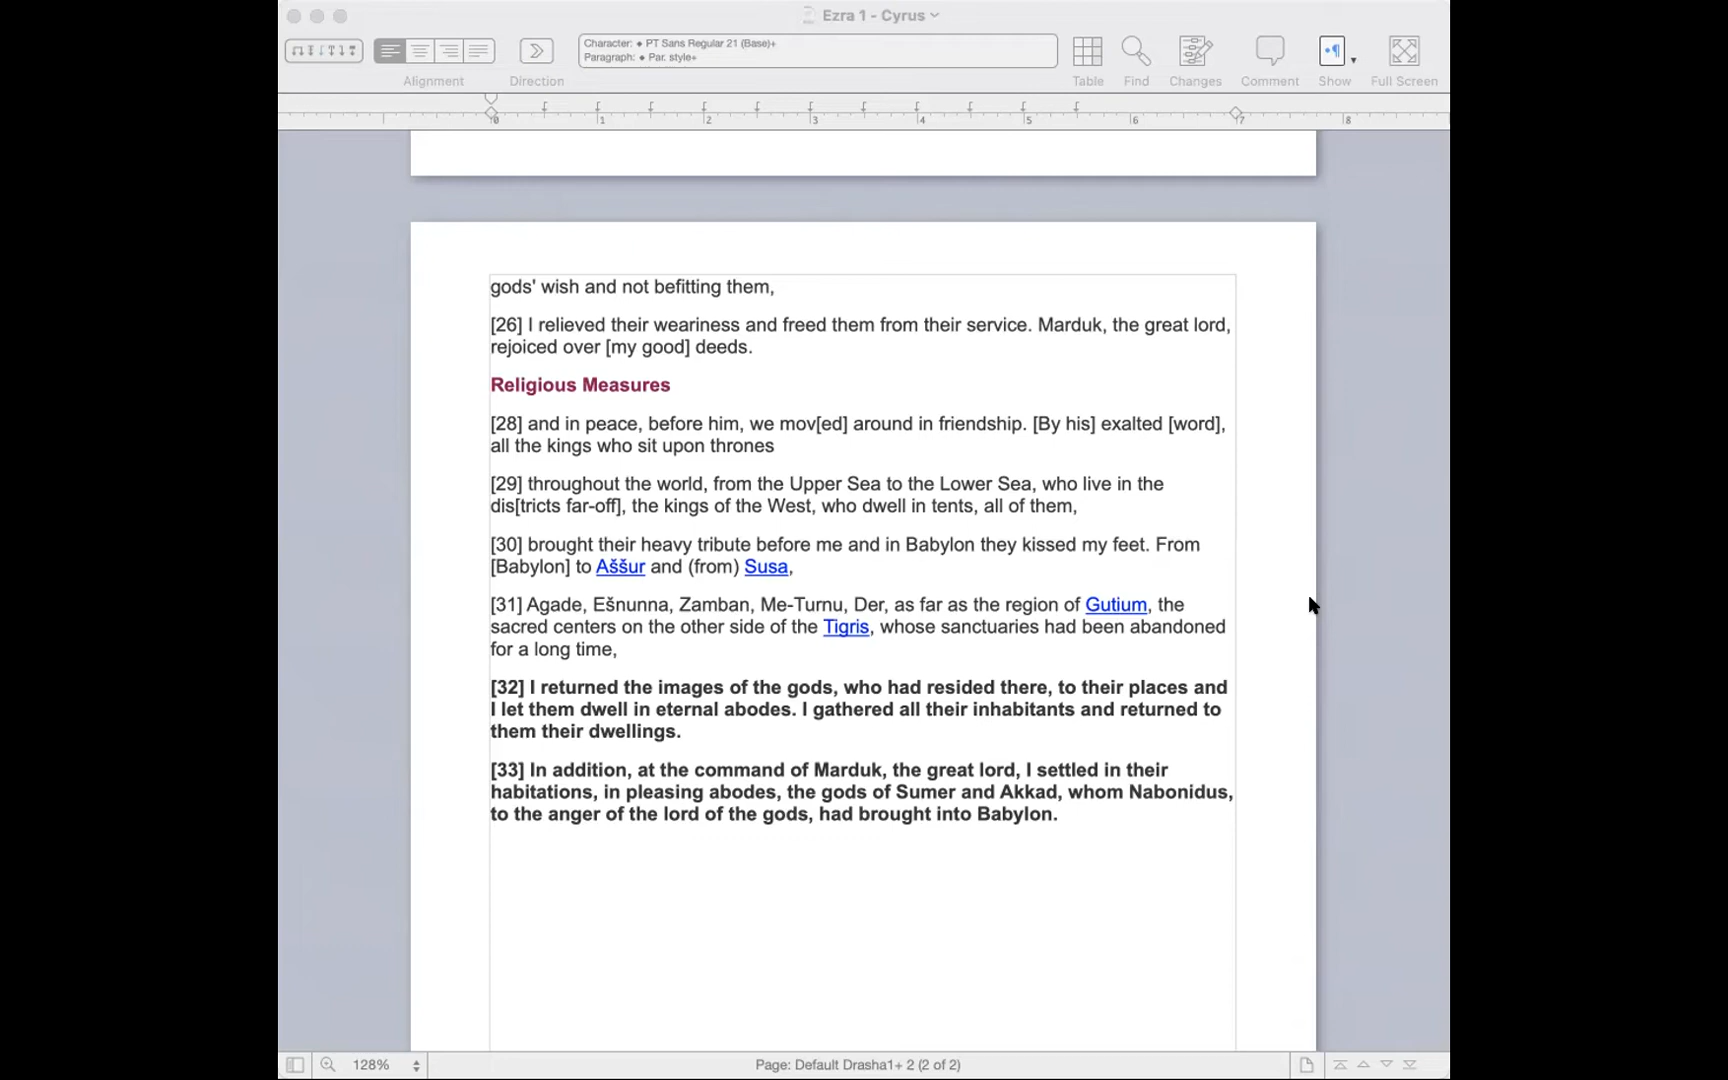 Ezra 1 - Cyrus
Character: ♦ PT Sans Regular 21 (Base)+
Paragraph: ♦ Par. style+
Alignment
Direction
Table
Find
Changes
Comment
Show
Full Screen
0 1 2 3 4 5 6 7 8
gods' wish and not befitting them,
[26] I relieved their weariness and freed them from their service. Marduk, the great lord,
rejoiced over [my good] deeds.
Religious Measures
[28] and in peace, before him, we mov[ed] around in friendship. [By his] exalted [word],
all the kings who sit upon thrones
[29] throughout the world, from the Upper Sea to the Lower Sea, who live in the
dis[tricts far-off], the kings of the West, who dwell in tents, all of them,
[30] brought their heavy tribute before me and in Babylon they kissed my feet. From
[Babylon] to Aššur and (from) Susa,
[31] Agade, Ešnunna, Zamban, Me-Turnu, Der, as far as the region of Gutium, the
sacred centers on the other side of the Tigris, whose sanctuaries had been abandoned
for a long time,
[32] I returned the images of the gods, who had resided there, to their places and
I let them dwell in eternal abodes. I gathered all their inhabitants and returned to
them their dwellings.
[33] In addition, at the command of Marduk, the great lord, I settled in their
habitations, in pleasing abodes, the gods of Sumer and Akkad, whom Nabonidus,
to the anger of the lord of the gods, had brought into Babylon.
128%
Page: Default Drasha1+ 2 (2 of 2)